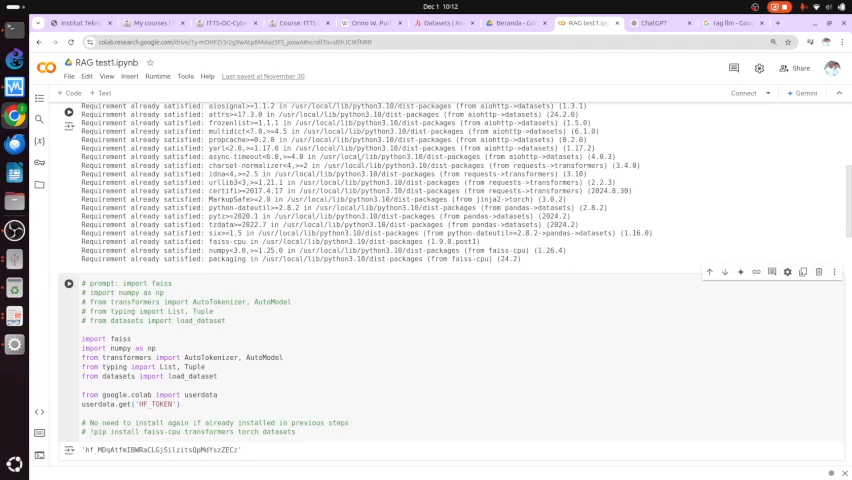 Dec 1 10:12
Institut Tekno
My courses | T
ITTS-OC-Cyber
Course: ITTS
Onno W. Pur
Datasets | Re
Beranda - Goog
RAG test1.ipynb
ChatGPT
rag llm - Googl
RAG test1.ipynb
File Edit View Insert Runtime Tools Help Last saved at November 30
Share
+ Code + Text
Connect
Gemini
Requirement already satisfied: aiosignal>=1.1.2 in /usr/local/lib/python3.10/dist-packages (from aiohttp->datasets) (1.3.1)
Requirement already satisfied: attrs>=17.3.0 in /usr/local/lib/python3.10/dist-packages (from aiohttp->datasets) (24.2.0)
Requirement already satisfied: frozenlist>=1.1.1 in /usr/local/lib/python3.10/dist-packages (from aiohttp->datasets) (1.5.0)
Requirement already satisfied: multidict<7.0,>=4.5 in /usr/local/lib/python3.10/dist-packages (from aiohttp->datasets) (6.1.0)
Requirement already satisfied: propcache>=0.2.0 in /usr/local/lib/python3.10/dist-packages (from aiohttp->datasets) (0.2.0)
Requirement already satisfied: yarl<2.0,>=1.17.0 in /usr/local/lib/python3.10/dist-packages (from aiohttp->datasets) (1.17.2)
Requirement already satisfied: async-timeout<6.0,>=4.0 in /usr/local/lib/python3.10/dist-packages (from aiohttp->datasets) (4.0.3)
Requirement already satisfied: charset-normalizer<4,>=2 in /usr/local/lib/python3.10/dist-packages (from requests->transformers) (3.4.0)
Requirement already satisfied: idna<4,>=2.5 in /usr/local/lib/python3.10/dist-packages (from requests->transformers) (3.10)
Requirement already satisfied: urllib3<3,>=1.21.1 in /usr/local/lib/python3.10/dist-packages (from requests->transformers) (2.2.3)
Requirement already satisfied: certifi>=2017.4.17 in /usr/local/lib/python3.10/dist-packages (from requests->transformers) (2024.8.30)
Requirement already satisfied: MarkupSafe>=2.0 in /usr/local/lib/python3.10/dist-packages (from jinja2->torch) (3.0.2)
Requirement already satisfied: python-dateutil>=2.8.2 in /usr/local/lib/python3.10/dist-packages (from pandas->datasets) (2.8.2)
Requirement already satisfied: pytz>=2020.1 in /usr/local/lib/python3.10/dist-packages (from pandas->datasets) (2024.2)
Requirement already satisfied: tzdata>=2022.7 in /usr/local/lib/python3.10/dist-packages (from pandas->datasets) (2024.2)
Requirement already satisfied: six>=1.5 in /usr/local/lib/python3.10/dist-packages (from python-dateutil>=2.8.2->pandas->datasets) (1.16.0)
Requirement already satisfied: faiss-cpu in /usr/local/lib/python3.10/dist-packages (1.9.0.post1)
Requirement already satisfied: numpy<3.0,>=1.25.0 in /usr/local/lib/python3.10/dist-packages (from faiss-cpu) (1.26.4)
Requirement already satisfied: packaging in /usr/local/lib/python3.10/dist-packages (from faiss-cpu) (24.2)
# prompt: import faiss
# import numpy as np
# from transformers import AutoTokenizer, AutoModel
# from typing import List, Tuple
# from datasets import load_dataset
import faiss
import numpy as np
from transformers import AutoTokenizer, AutoModel
from typing import List, Tuple
from datasets import load_dataset
from google.colab import userdata
userdata.get('HF_TOKEN')
# No need to install again if already installed in previous steps
# !pip install faiss-cpu transformers torch datasets